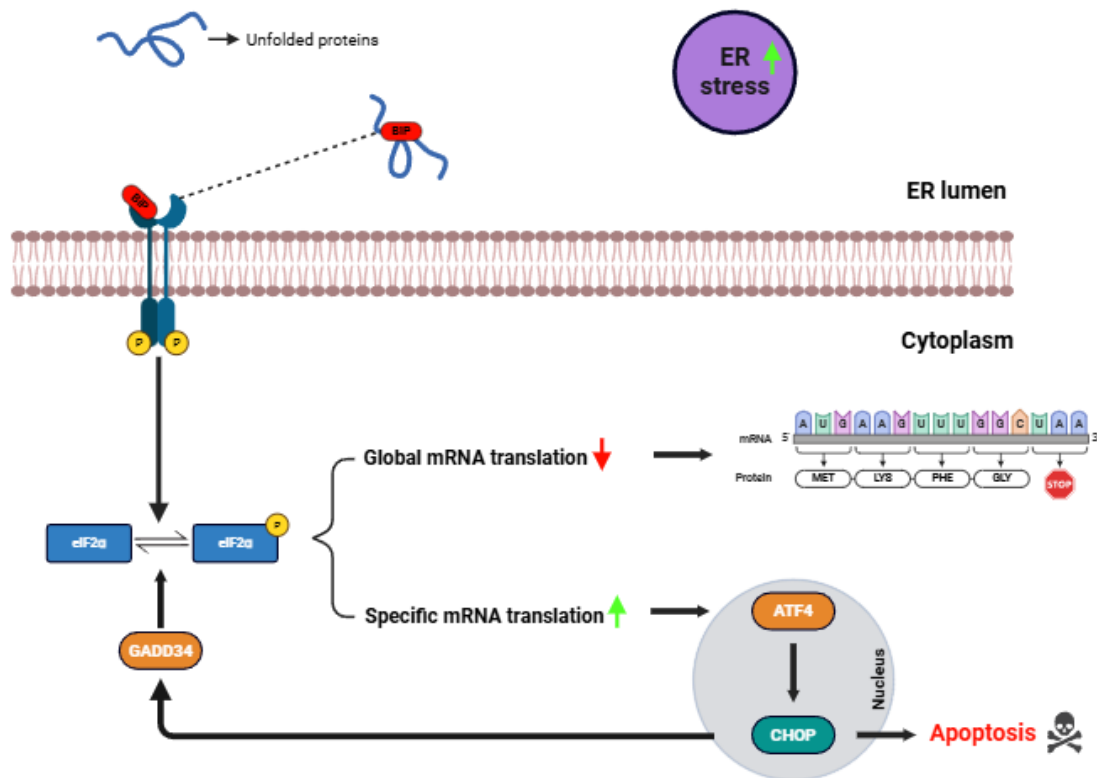 Unfolded proteins
ER
stress
BIP
BIP
ER lumen
P
P
Cytoplasm
A U G A A G U U U G G C U A A
mRNA 5' 3'
Global mRNA translation
Protein MET LYS PHE GLY STOP
P
eIF2α eIF2α
Specific mRNA translation
ATF4
GADD34
Nucleus
CHOP
Apoptosis